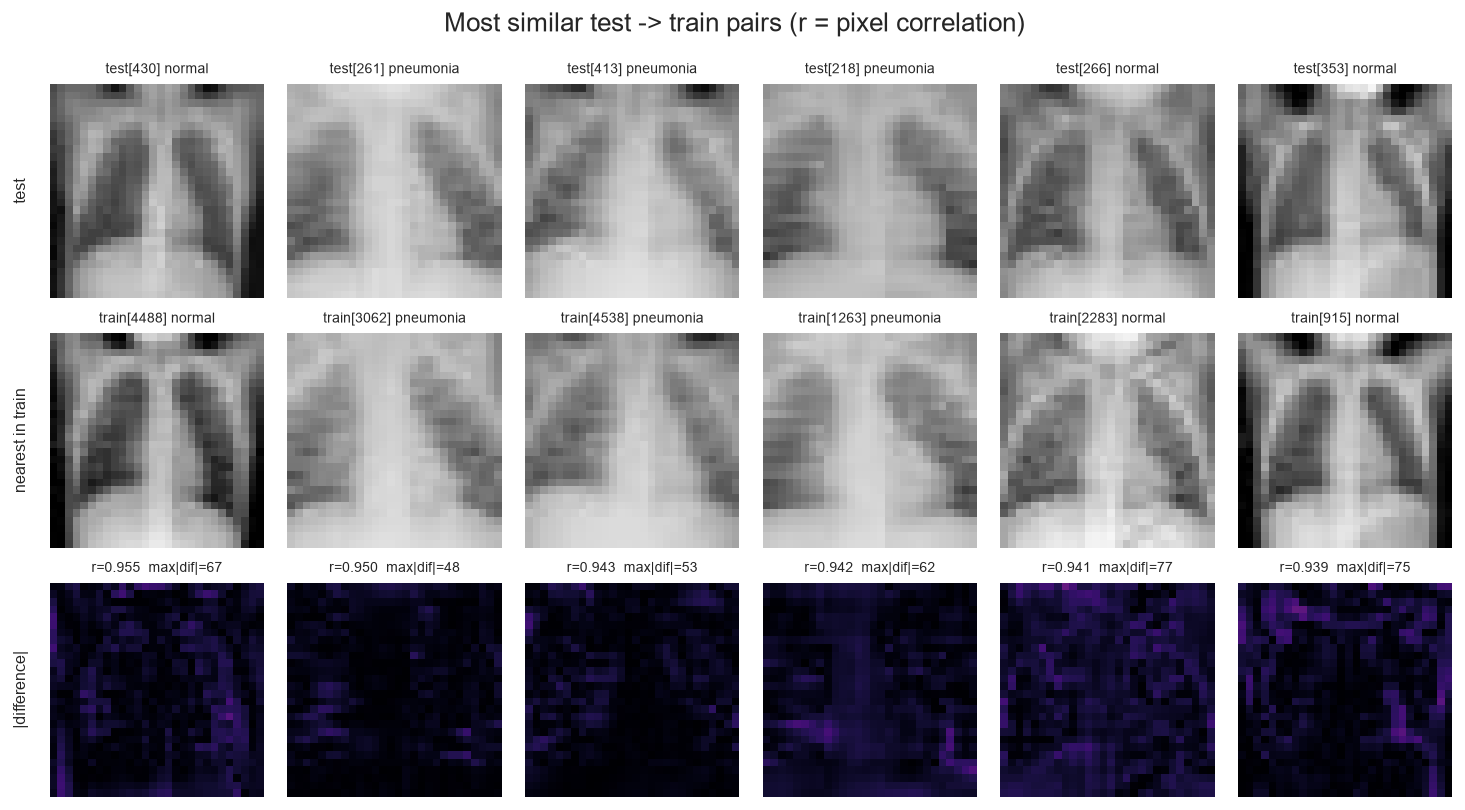 Most similar test -> train pairs (r = pixel correlation)
test[430] normal
test[261] pneumonia
test[413] pneumonia
test[218] pneumonia
test[266] normal
test[353] normal
test
train[4488] normal
train[3062] pneumonia
train[4538] pneumonia
train[1263] pneumonia
train[2283] normal
train[915] normal
nearest in train
r=0.955  max|dif|=67
r=0.950  max|dif|=48
r=0.943  max|dif|=53
r=0.942  max|dif|=62
r=0.941  max|dif|=77
r=0.939  max|dif|=75
|difference|